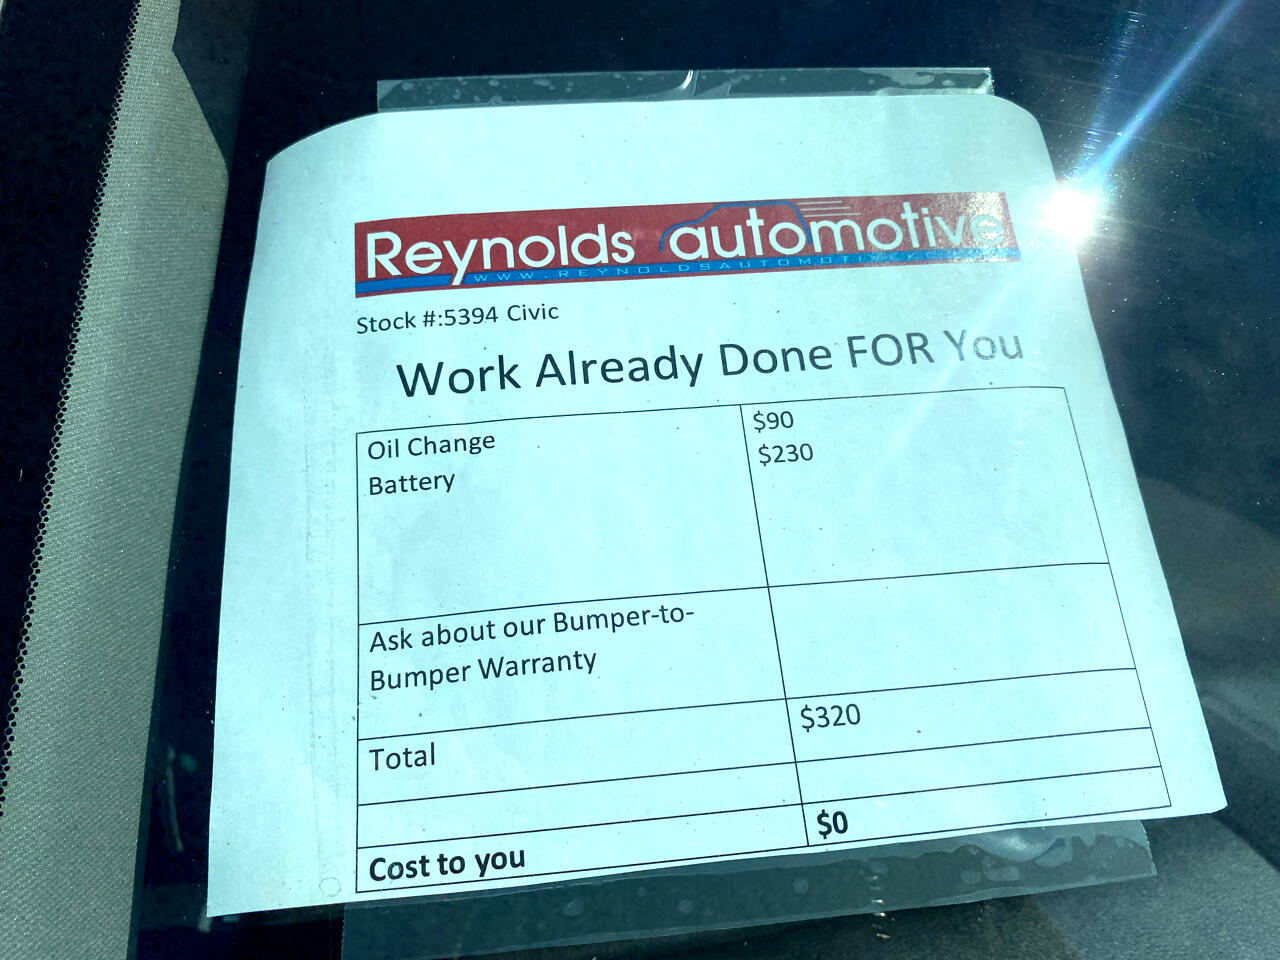 Reynolds automotive
Stock #:5394 Civic
Work Already Done FOR You
Oil Change $90
Battery $230
Ask about our Bumper-to-
Bumper Warranty
Total $320
Cost to you $0